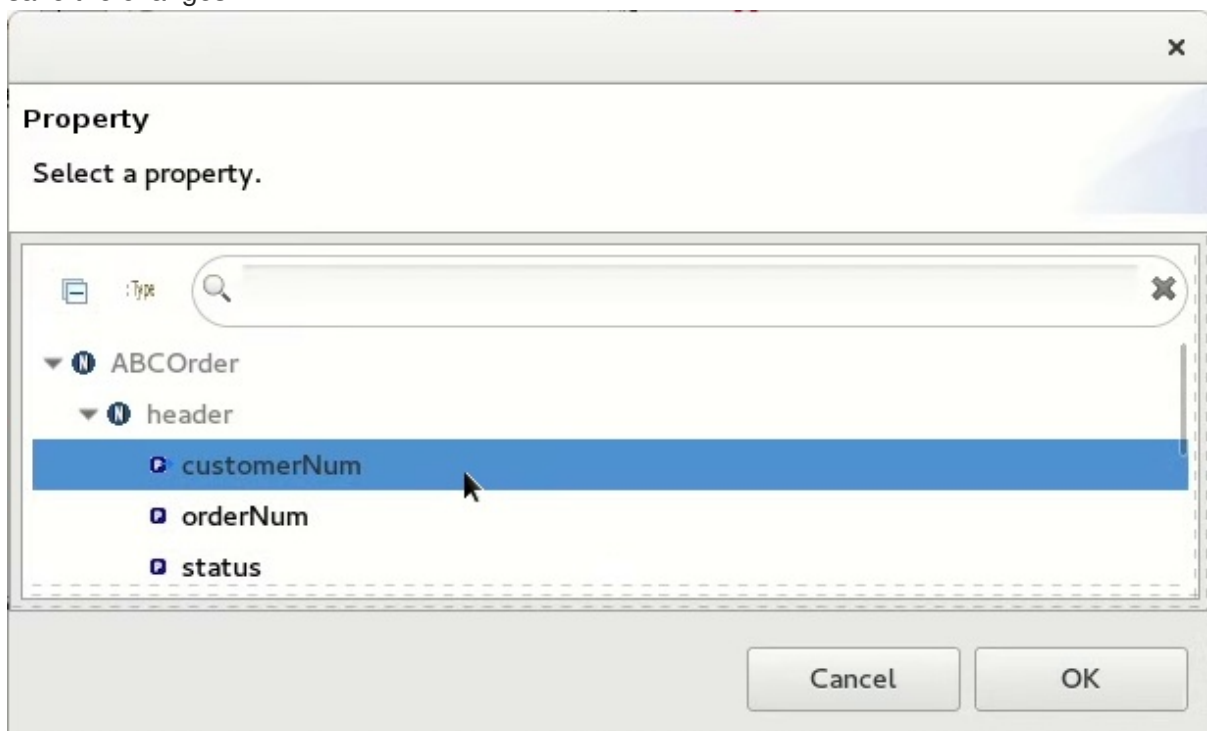 Property
Select a property.
: Type
ABCOrder
header
customerNum
orderNum
status
Cancel
OK